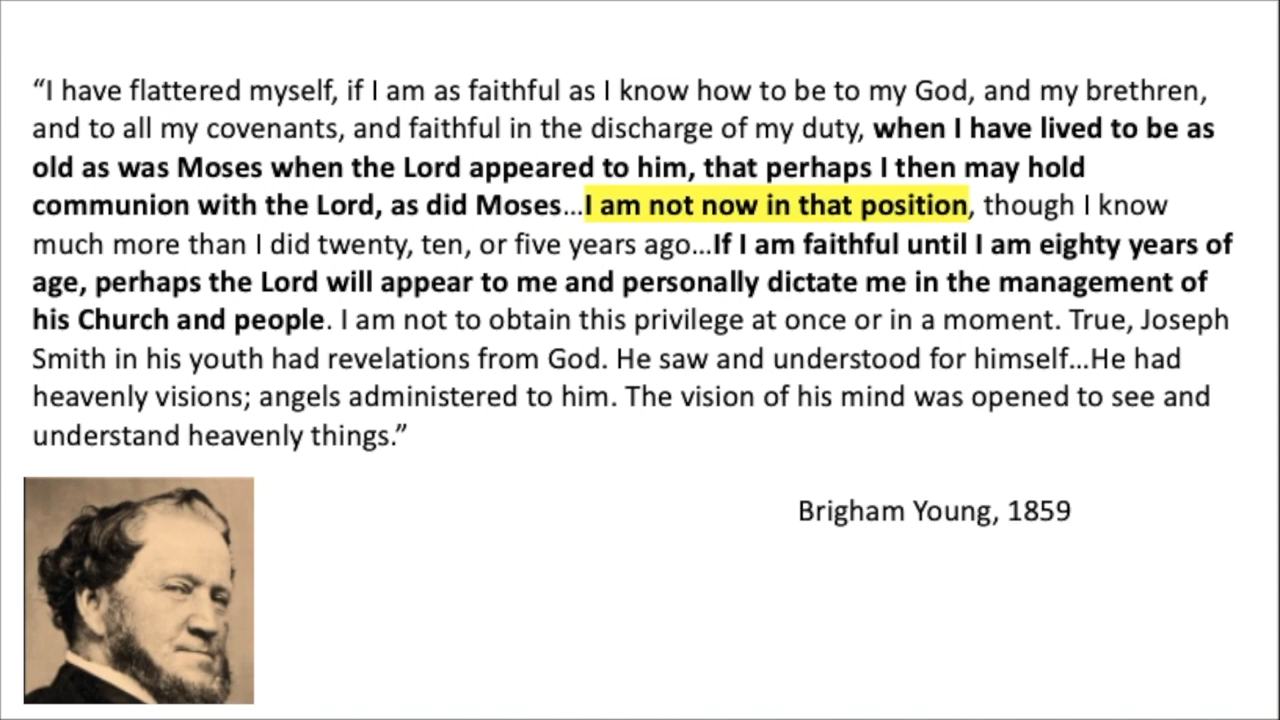 “I have flattered myself, if I am as faithful as I know how to be to my God, and my brethren,
and to all my covenants, and faithful in the discharge of my duty, when I have lived to be as
old as was Moses when the Lord appeared to him, that perhaps I then may hold
communion with the Lord, as did Moses…I am not now in that position, though I know
much more than I did twenty, ten, or five years ago…If I am faithful until I am eighty years of
age, perhaps the Lord will appear to me and personally dictate me in the management of
his Church and people. I am not to obtain this privilege at once or in a moment. True, Joseph
Smith in his youth had revelations from God. He saw and understood for himself…He had
heavenly visions; angels administered to him. The vision of his mind was opened to see and
understand heavenly things.”
Brigham Young, 1859